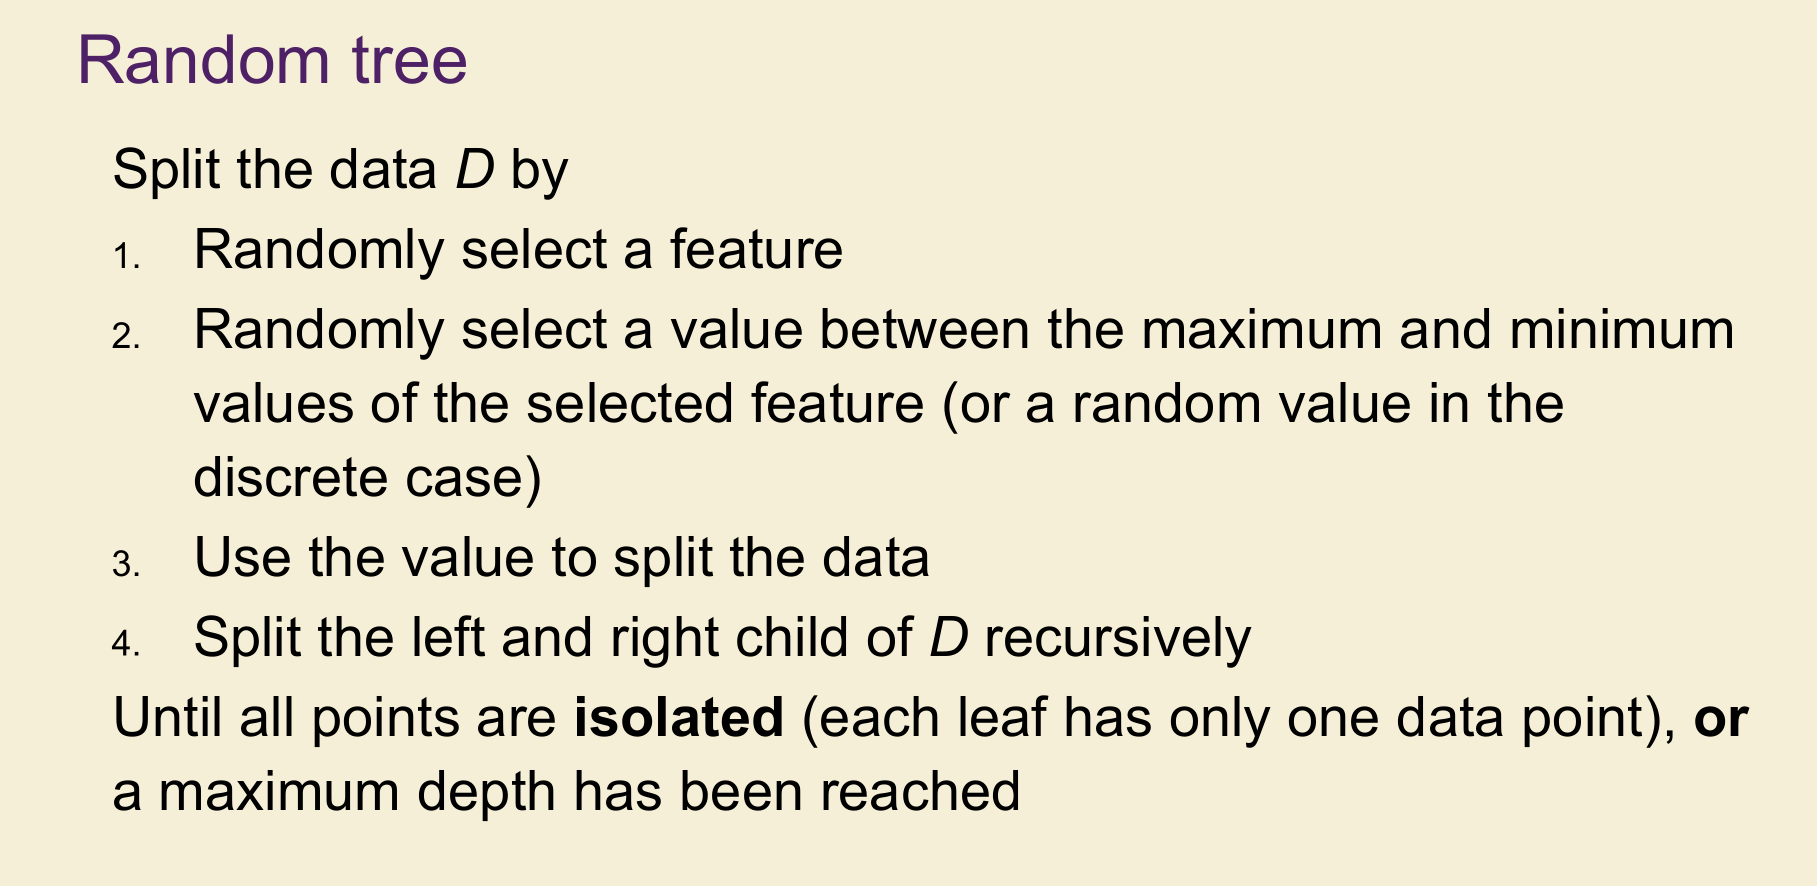 Random tree
Split the data D by
1. Randomly select a feature
2. Randomly select a value between the maximum and minimum
values of the selected feature (or a random value in the
discrete case)
3. Use the value to split the data
4. Split the left and right child of D recursively
Until all points are isolated (each leaf has only one data point), or
a maximum depth has been reached